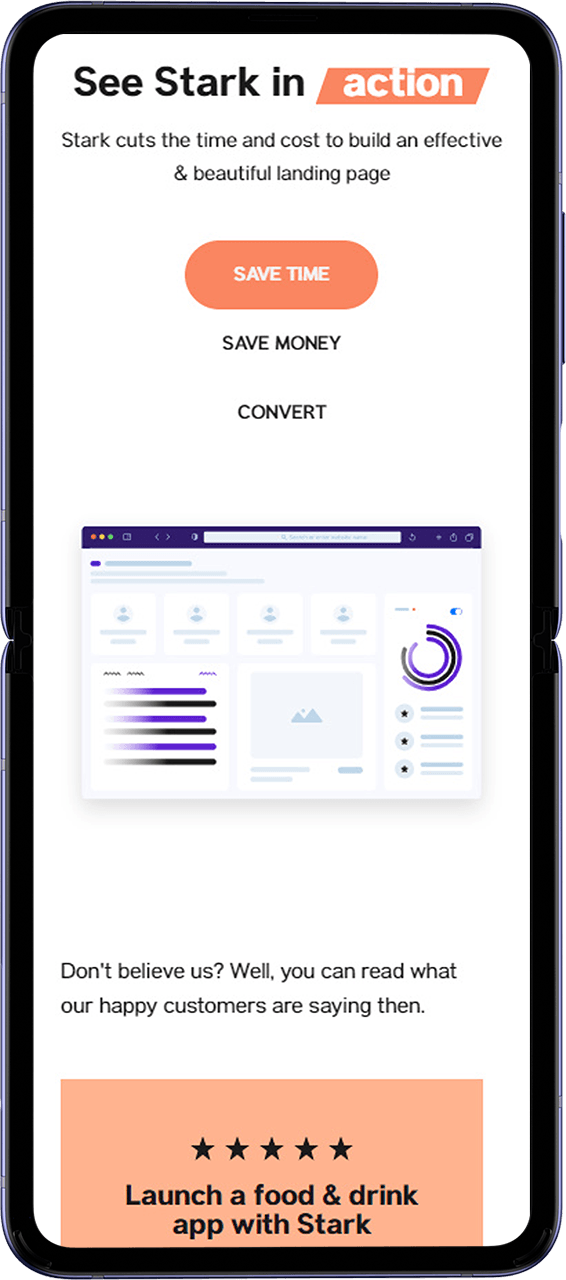 See Stark in action
Stark cuts the time and cost to build an effective
& beautiful landing page
SAVE TIME
SAVE MONEY
CONVERT
Don't believe us? Well, you can read what
our happy customers are saying then.
Launch a food & drink
app with Stark